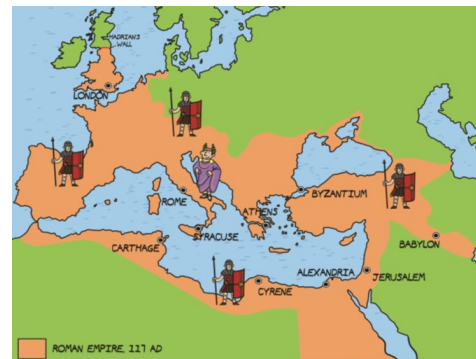 HADRIAN'S
WALL
LONDON
ROME
BYZANTIUM
ATHENS
SYRACUSE
CARTHAGE
BABYLON
ALEXANDRIA
JERUSALEM
CYRENE
ROMAN EMPIRE, 117 AD